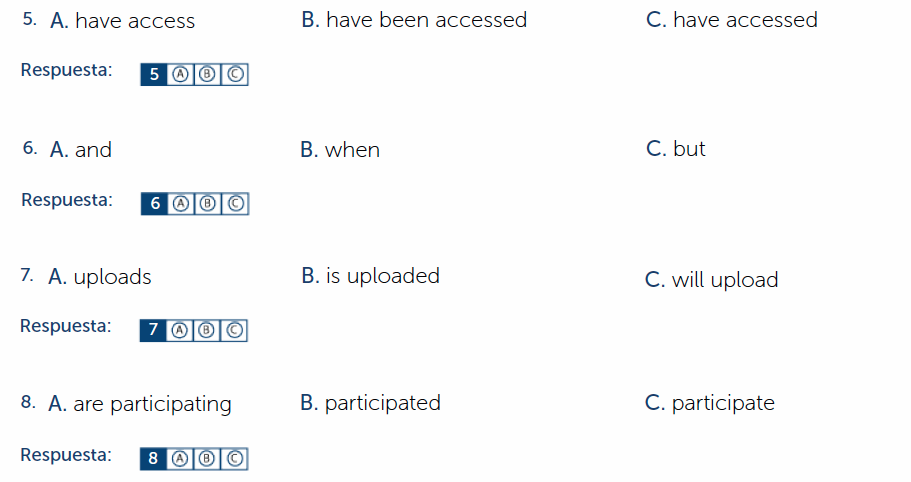 5. A. have access B. have been accessed C. have accessed
Respuesta: 5 A B C
6. A. and B. when C. but
Respuesta: 6 A B C
7. A. uploads B. is uploaded C. will upload
Respuesta: 7 A B C
8. A. are participating B. participated C. participate
Respuesta: 8 A B C